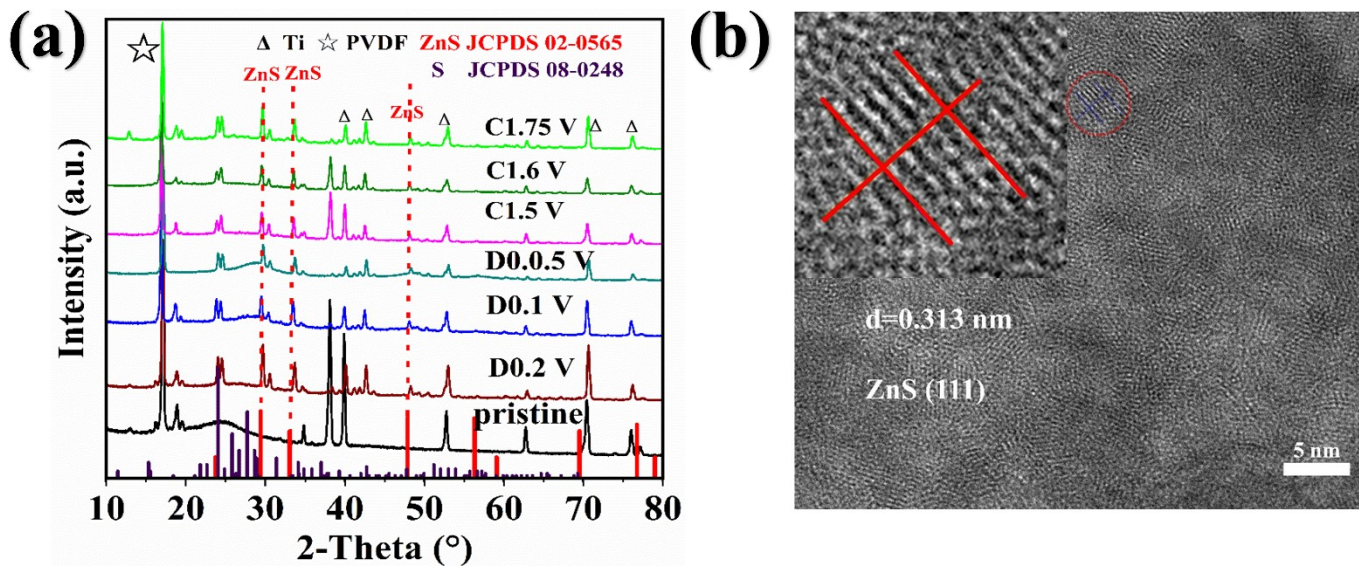 (a)
Δ Ti ☆ PVDF ZnS JCPDS 02-0565
S JCPDS 08-0248
ZnS
ZnS
ZnS
C1.75 V
C1.6 V
C1.5 V
D0.0.5 V
D0.1 V
D0.2 V
pristine
Intensity (a.u.)
10 20 30 40 50 60 70 80
2-Theta (°)
(b)
d=0.313 nm
ZnS (111)
5 nm